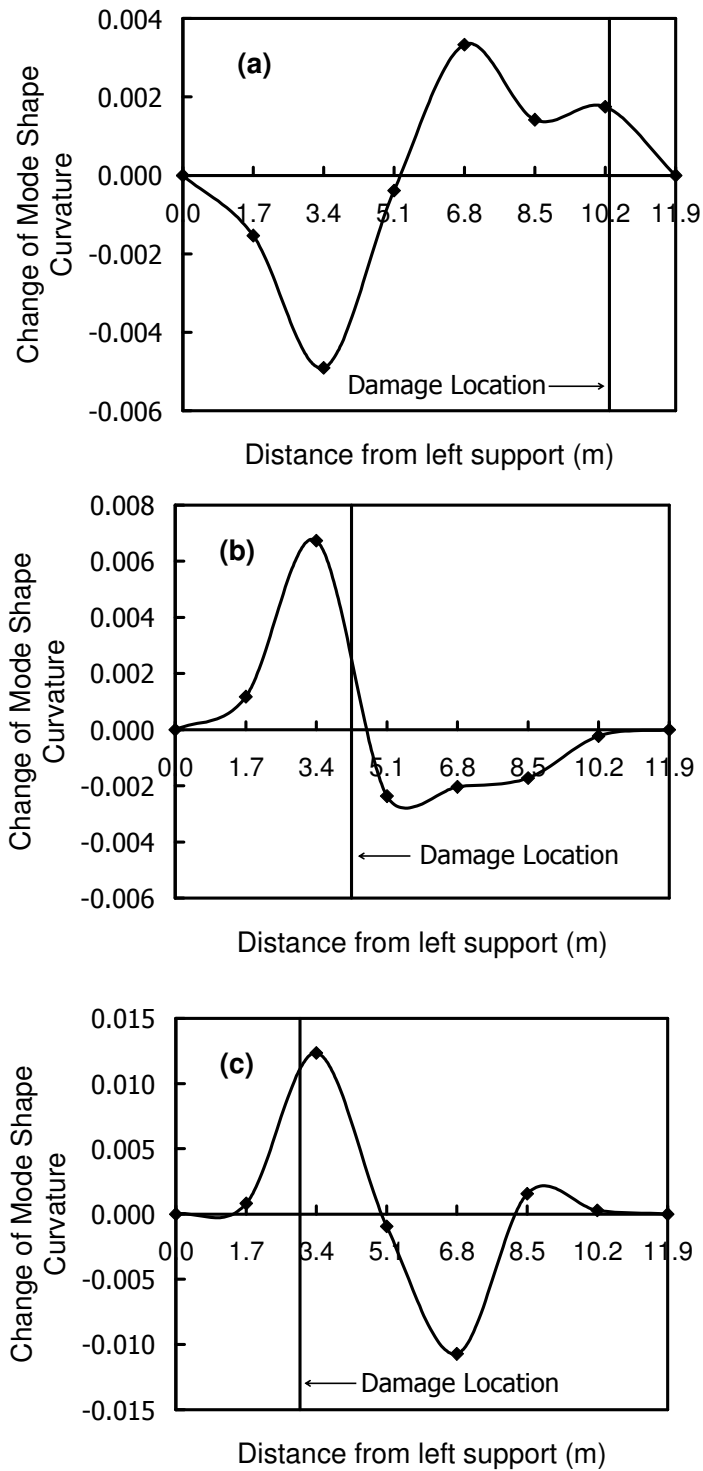 0.004
(a)
0.002
0.000
0.0 1.7 3.4 5.1 6.8 8.5 10.2 11.9
-0.002
-0.004
-0.006
Change of Mode Shape
Curvature
Damage Location
Distance from left support (m)
0.008
(b)
0.006
0.004
0.002
0.000
0.0 1.7 3.4 5.1 6.8 8.5 10.2 11.9
-0.002
-0.004
-0.006
Change of Mode Shape
Curvature
Damage Location
Distance from left support (m)
0.015
(c)
0.010
0.005
0.000
0.0 1.7 3.4 5.1 6.8 8.5 10.2 11.9
-0.005
-0.010
-0.015
Change of Mode Shape
Curvature
Damage Location
Distance from left support (m)